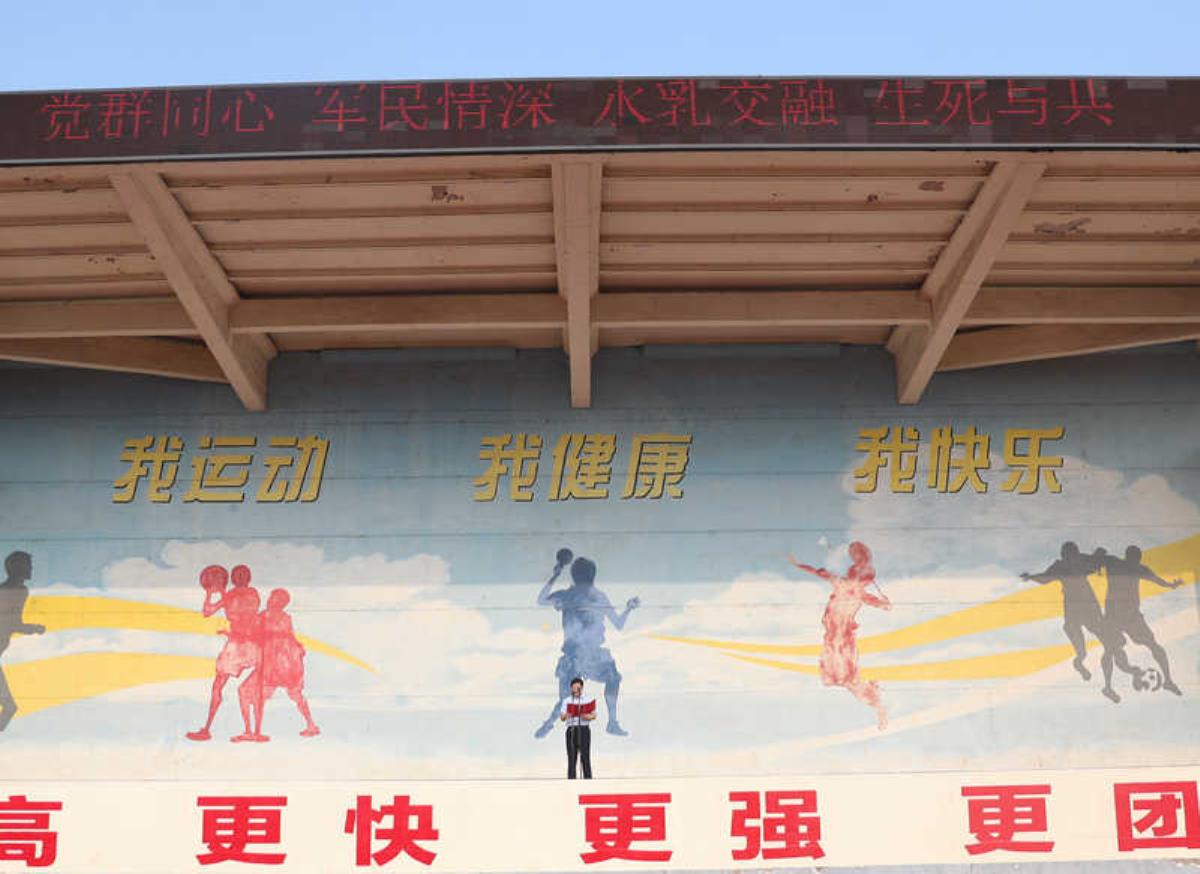 党群同心 军民情深 水乳交融 生死与共
我运动 我健康 我快乐
高 更快 更强 更团